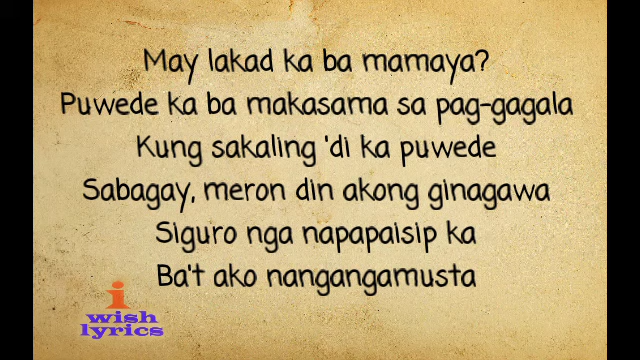 May lakad ka ba mamaya?
Puwede ka ba makasama sa pag-gagala
Kung sakaling 'di ka puwede
Sabagay, meron din akong ginagawa
Siguro nga napapaisip ka
Ba't ako nangangamusta
i
wish
lyrics